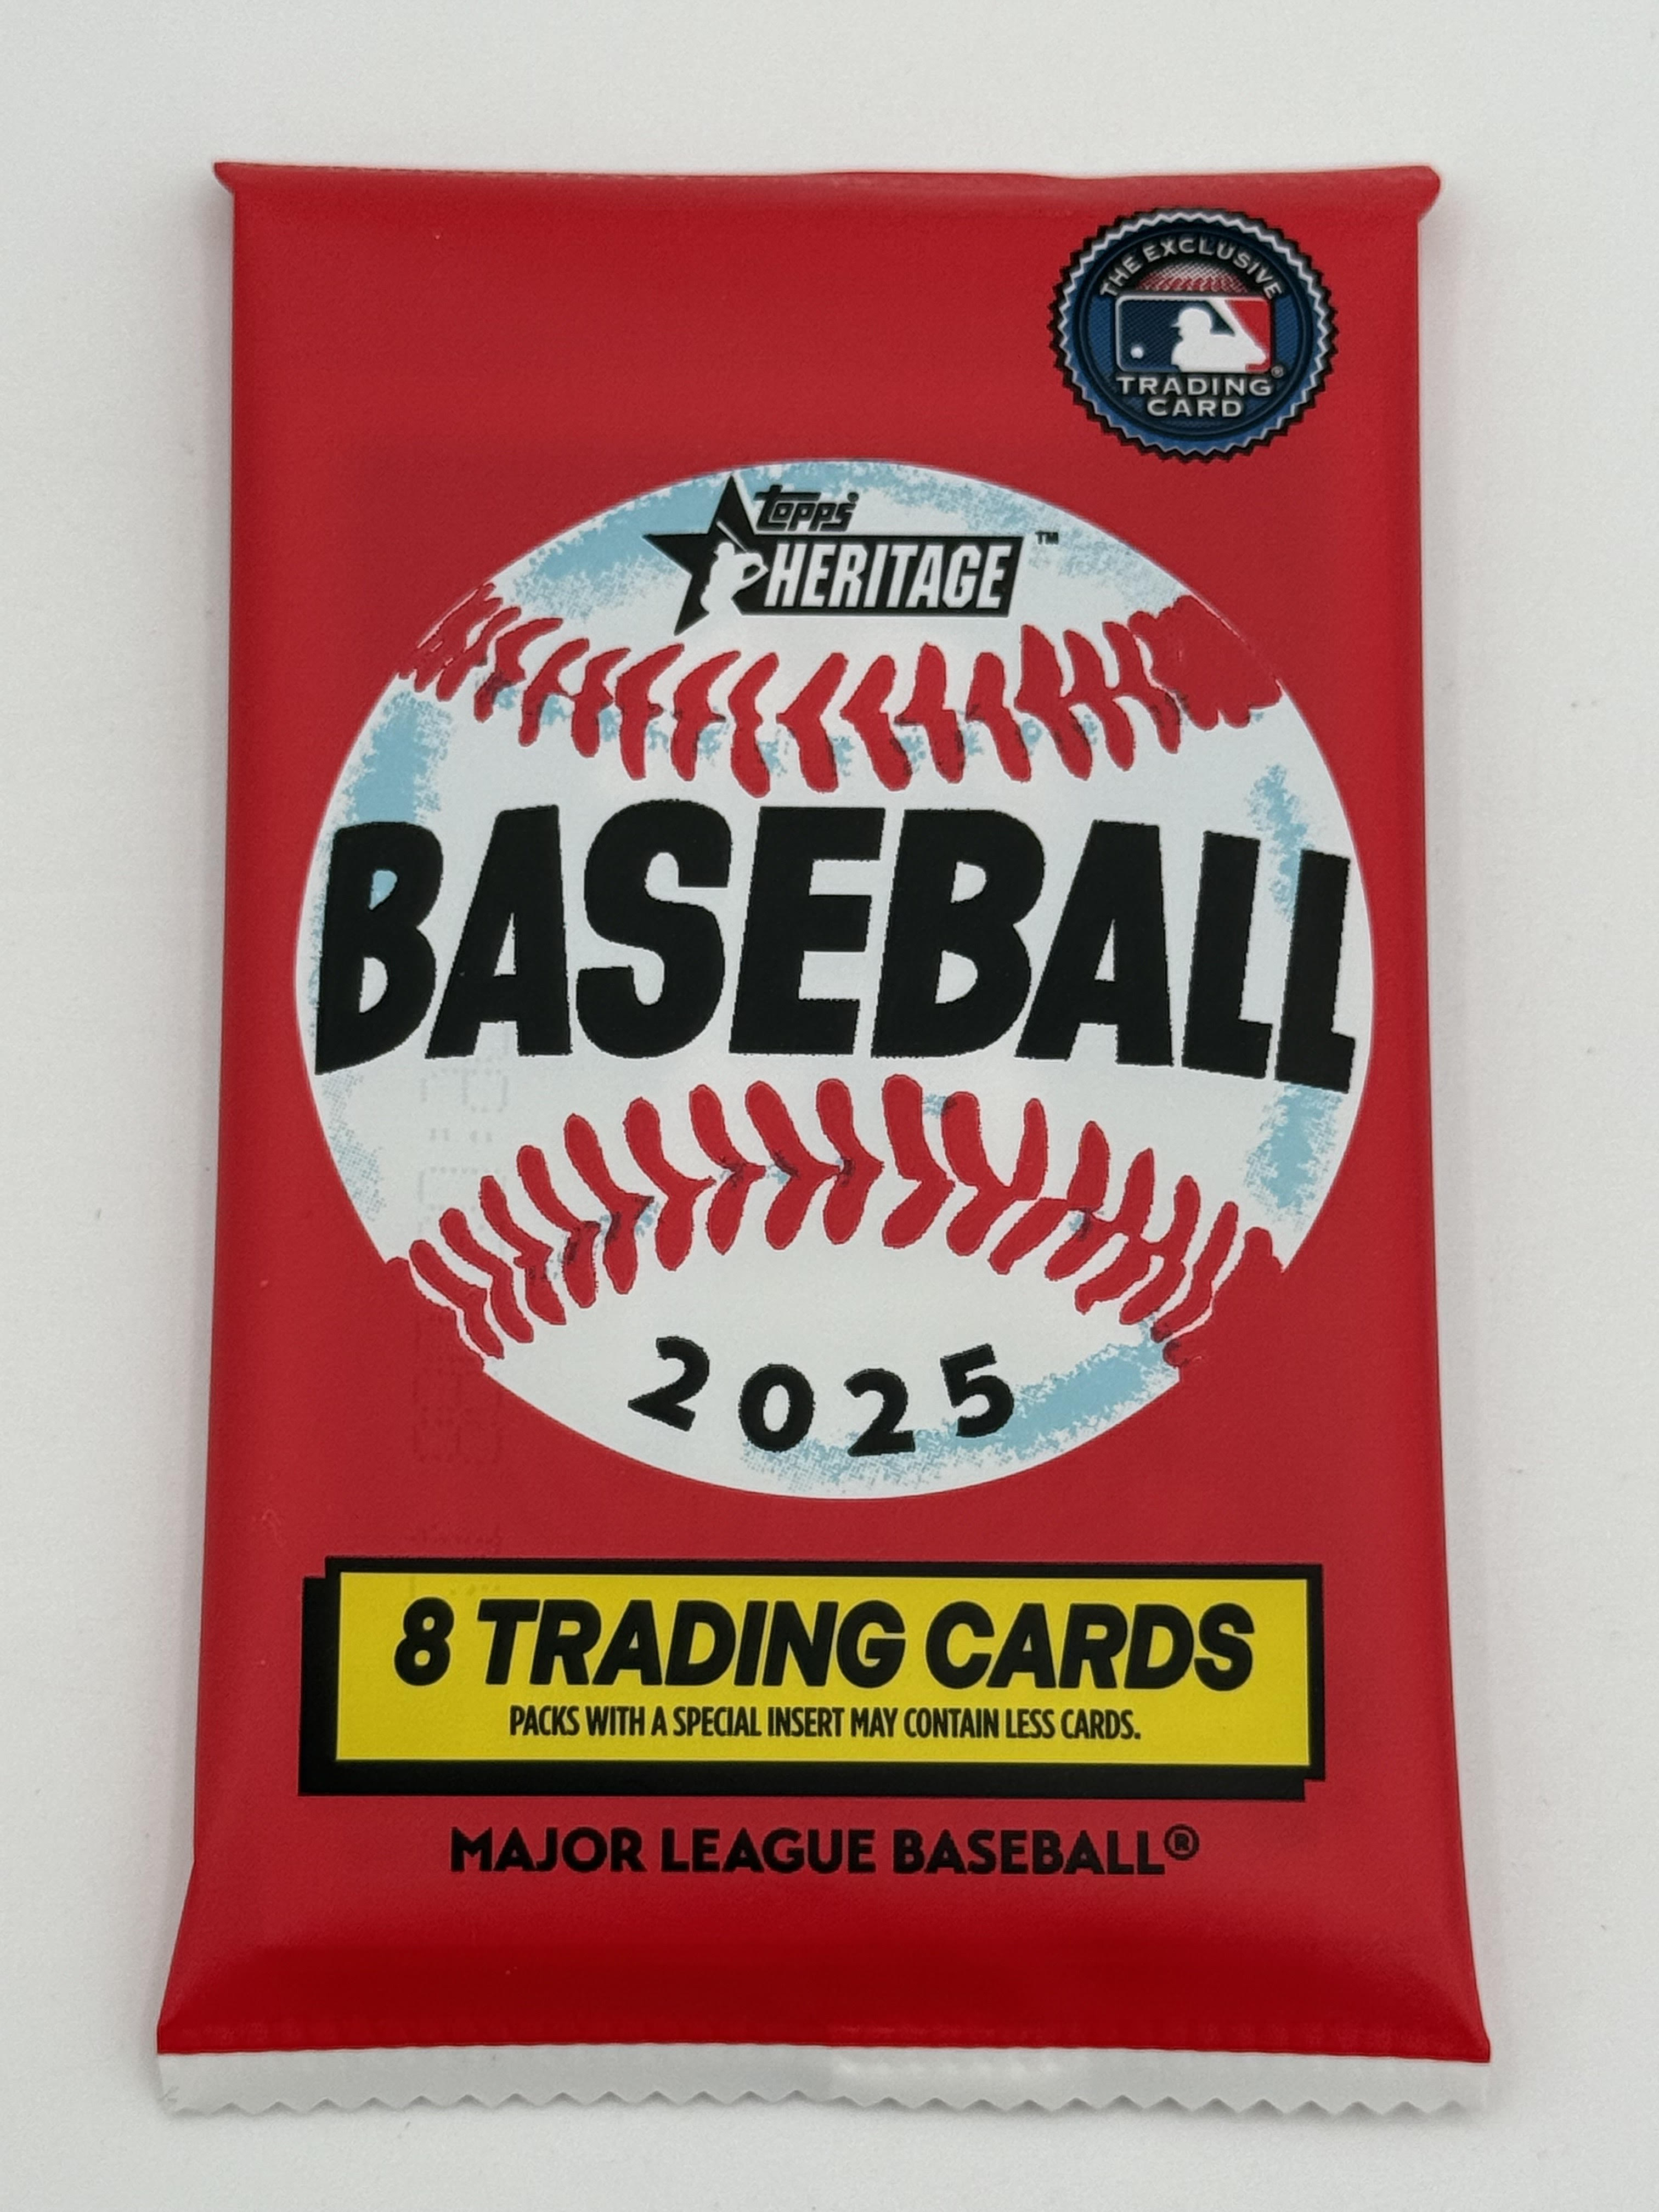 THE EXCLUSIVE
®
TRADING
CARD
topps
HERITAGE™
BASEBALL
2025
8 TRADING CARDS
PACKS WITH A SPECIAL INSERT MAY CONTAIN LESS CARDS.
MAJOR LEAGUE BASEBALL®